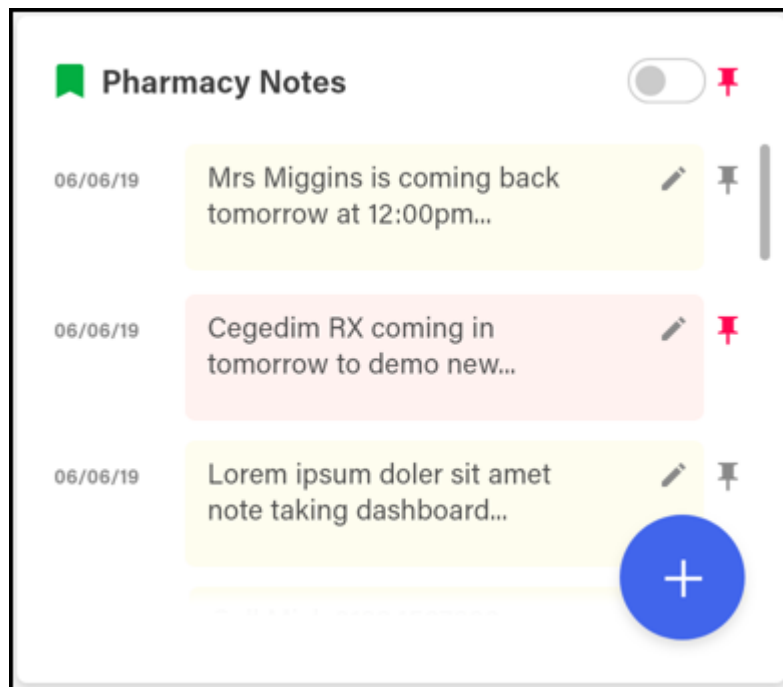 Pharmacy Notes
06/06/19
Mrs Miggins is coming back
tomorrow at 12:00pm...
06/06/19
Cegedim RX coming in
tomorrow to demo new...
06/06/19
Lorem ipsum doler sit amet
note taking dashboard...